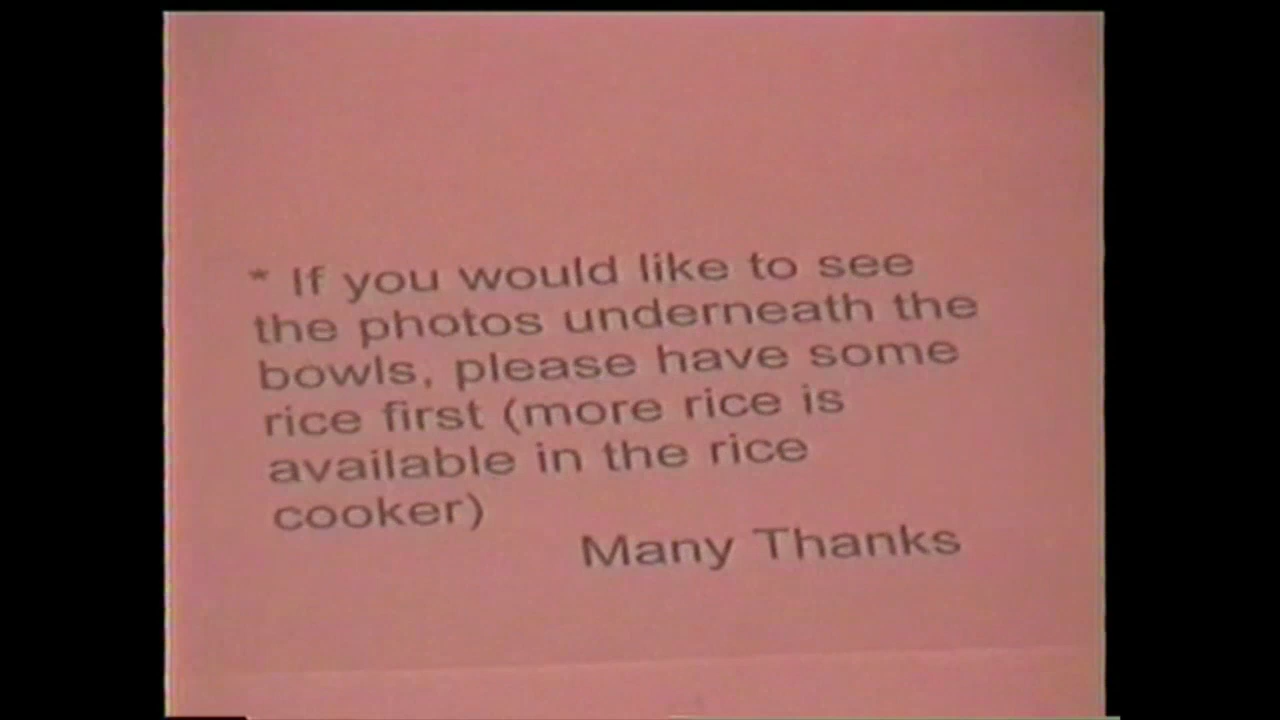 * If you would like to see
the photos underneath the
bowls, please have some
rice first (more rice is
available in the rice
cooker)
Many Thanks